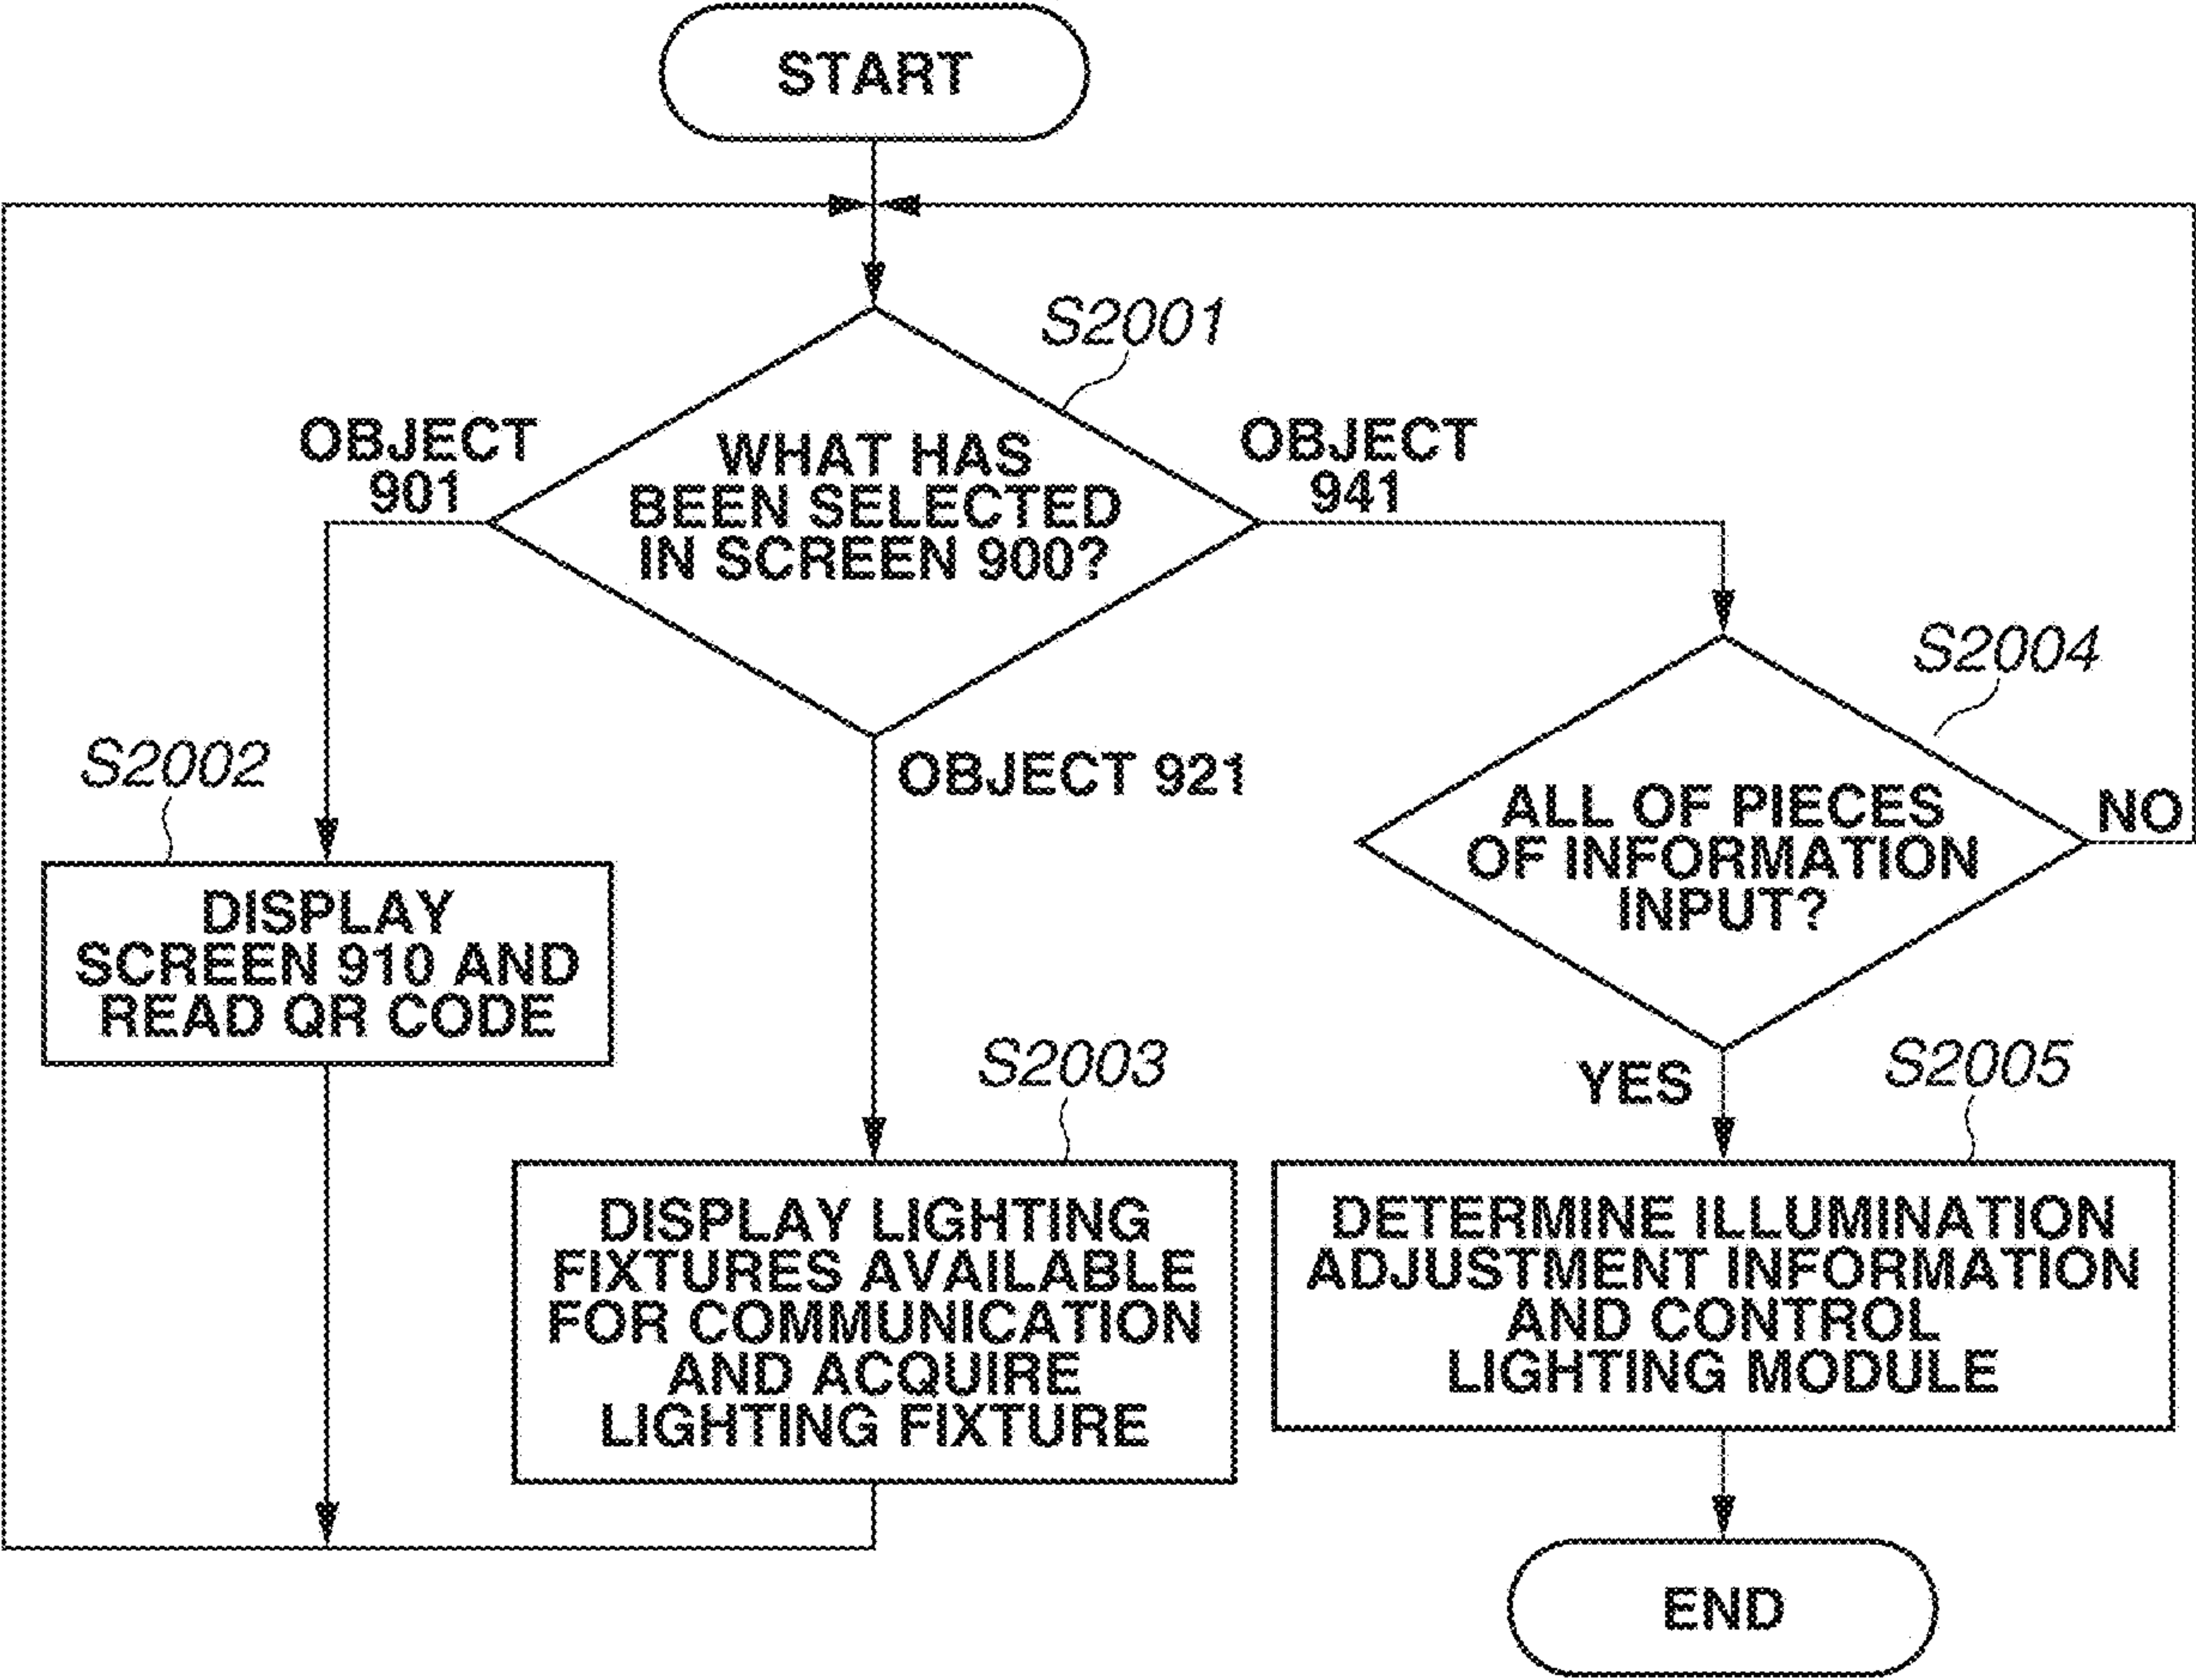 START
S2001
OBJECT
901
WHAT HAS
BEEN SELECTED
IN SCREEN 900?
OBJECT
941
S2004
S2002
OBJECT 921
ALL OF PIECES
OF INFORMATION
INPUT?
NO
DISPLAY
SCREEN 910 AND
READ QR CODE
S2003
YES
S2005
DISPLAY LIGHTING
FIXTURES AVAILABLE
FOR COMMUNICATION
AND ACQUIRE
LIGHTING FIXTURE
DETERMINE ILLUMINATION
ADJUSTMENT INFORMATION
AND CONTROL
LIGHTING MODULE
END